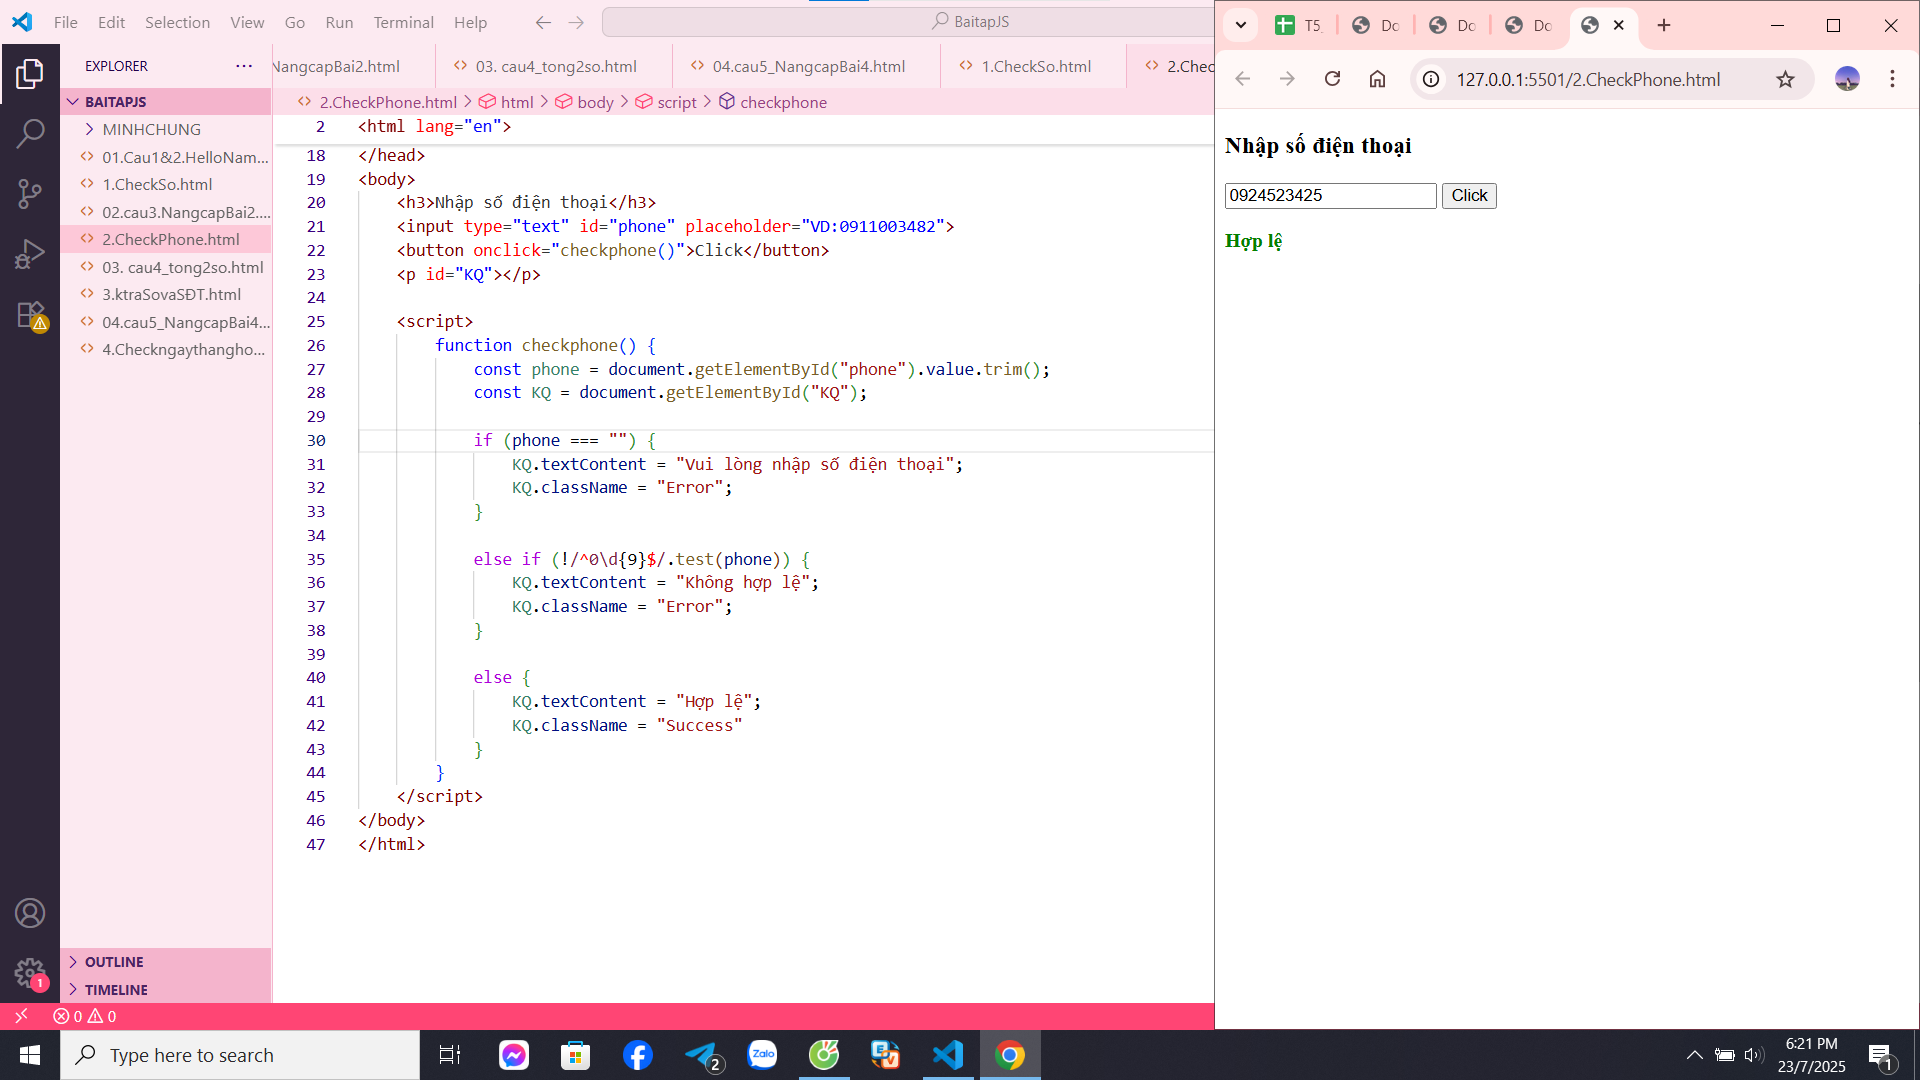 File Edit Selection View Go Run Terminal Help
BaitapJS
EXPLORER
BAITAPJS
MINHCHUNG
01.Cau1&2.HelloNam...
1.CheckSo.html
02.cau3.NangcapBai2....
2.CheckPhone.html
03. cau4_tong2so.html
3.ktraSovaSĐT.html
04.cau5_NangcapBai4...
4.Checkngaythangho...
OUTLINE
TIMELINE
NangcapBai2.html
03. cau4_tong2so.html
04.cau5_NangcapBai4.html
1.CheckSo.html
2.Chec
2.CheckPhone.html > html > body > script > checkphone
2 <html lang="en">
18 </head>
19 <body>
20 <h3>Nhập số điện thoại</h3>
21 <input type="text" id="phone" placeholder="VD:0911003482">
22 <button onclick="checkphone()">Click</button>
23 <p id="KQ"></p>
24
25 <script>
26 function checkphone() {
27 const phone = document.getElementById("phone").value.trim();
28 const KQ = document.getElementById("KQ");
29
30 if (phone === "") {
31 KQ.textContent = "Vui lòng nhập số điện thoại";
32 KQ.className = "Error";
33 }
34
35 else if (!/^0\d{9}$/.test(phone)) {
36 KQ.textContent = "Không hợp lệ";
37 KQ.className = "Error";
38 }
39
40 else {
41 KQ.textContent = "Hợp lệ";
42 KQ.className = "Success"
43 }
44 }
45 </script>
46 </body>
47 </html>
0 0
1
T5_
Do
Do
Do
127.0.0.1:5501/2.CheckPhone.html
Nhập số điện thoại
0924523425
Click
Hợp lệ
Type here to search
2
Zalo
6:21 PM
23/7/2025
1